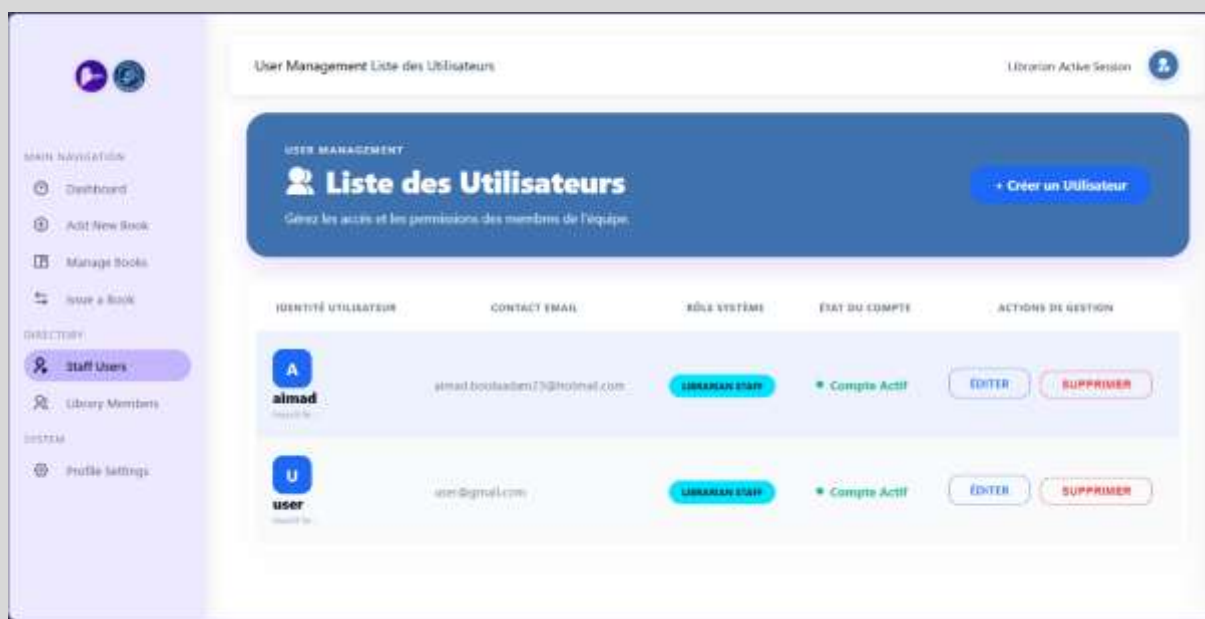 User Management Liste des Utilisateurs
Librarian Active Session
MAIN NAVIGATION
Dashboard
Add New Book
Manage Books
Issue a Book
DIRECTORY
Staff Users
Library Members
SYSTEM
Profile Settings
USER MANAGEMENT
Liste des Utilisateurs
Gérez les accès et les permissions des membres de l'équipe.
+ Créer un Utilisateur
IDENTITÉ UTILISATEUR CONTACT EMAIL RÔLE SYSTÈME ÉTAT DU COMPTE ACTIONS DE GESTION
A
aimad
LIBRARIAN STAFF Compte Actif ÉDITER SUPPRIMER
U
user
user@gmail.com LIBRARIAN STAFF Compte Actif ÉDITER SUPPRIMER